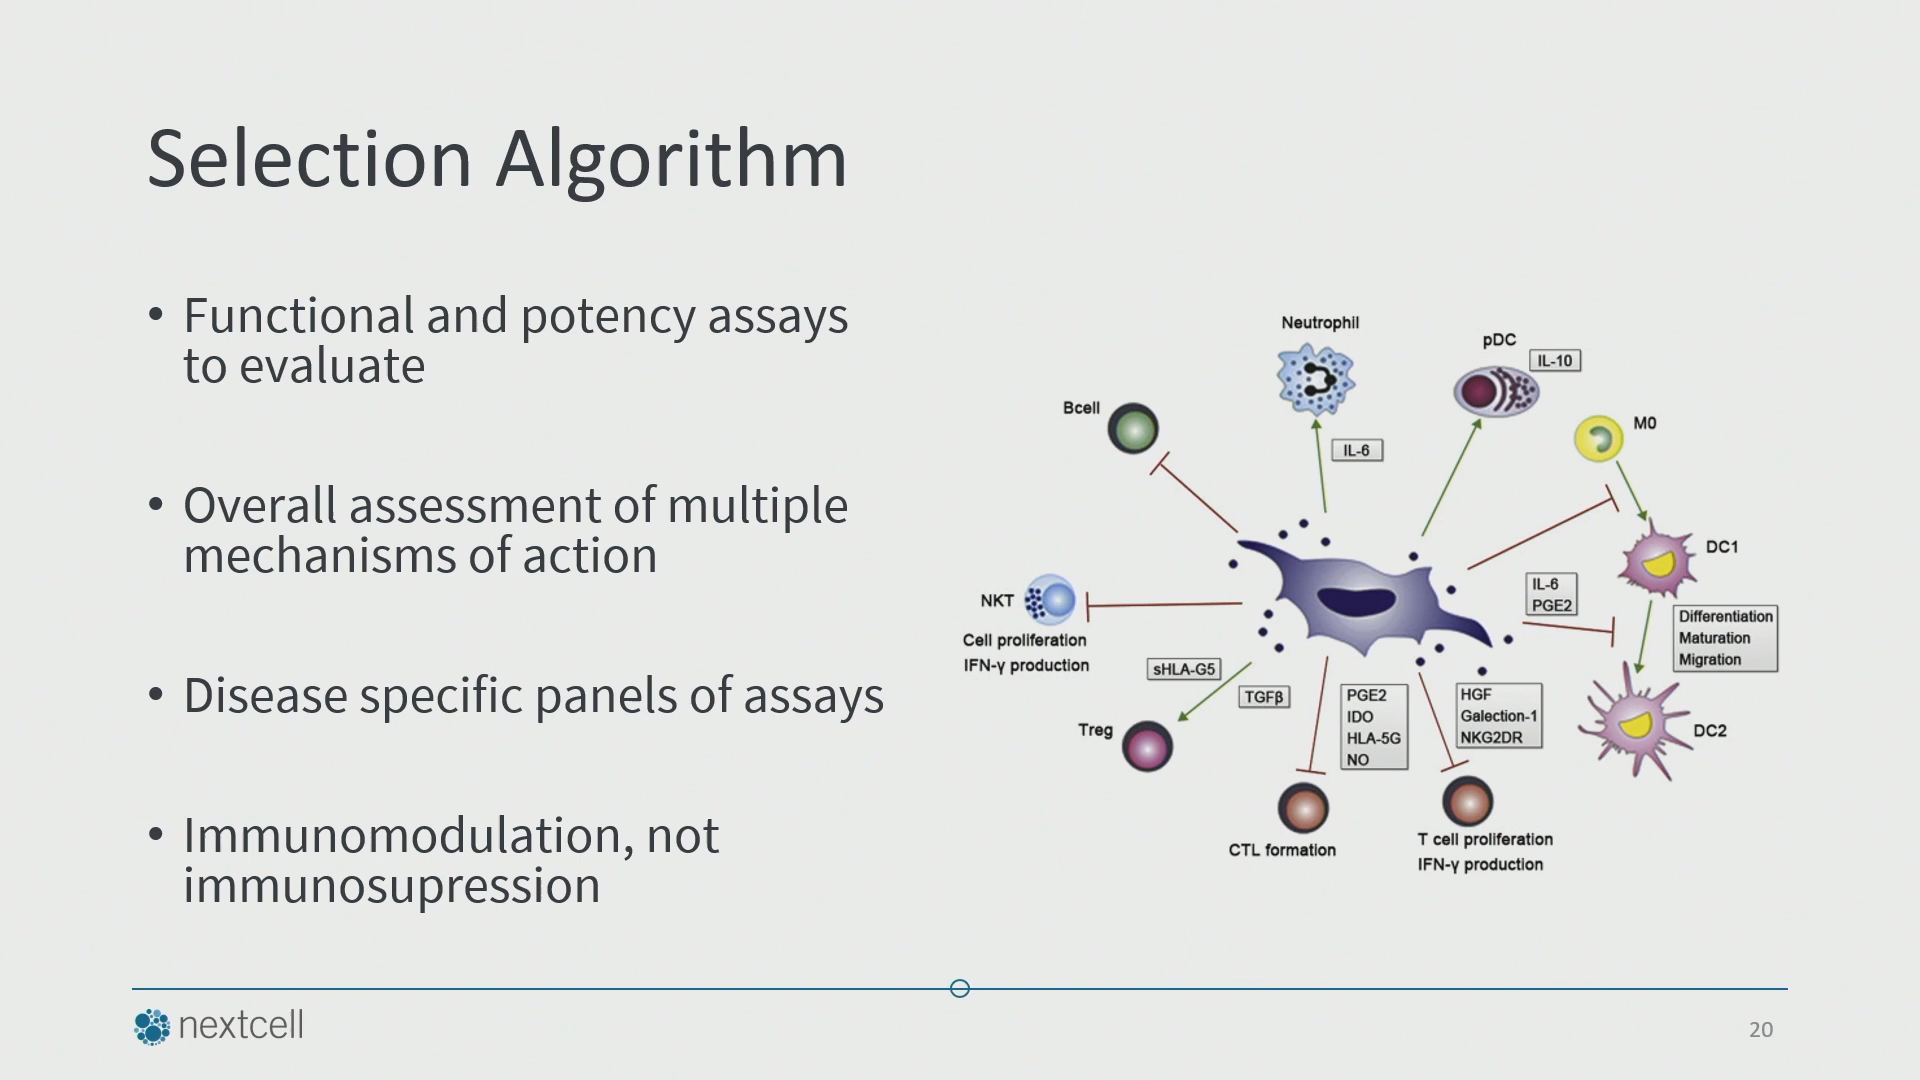 Selection Algorithm
• Functional and potency assays
to evaluate
• Overall assessment of multiple
mechanisms of action
• Disease specific panels of assays
• Immunomodulation, not
immunosupression
Neutrophil
pDC
IL-10
Bcell
M0
IL-6
DC1
NKT
Cell proliferation
IFN-γ production
IL-6
PGE2
Differentiation
Maturation
Migration
sHLA-G5
TGFβ
PGE2
IDO
HLA-5G
NO
HGF
Galection-1
NKG2DR
Treg
DC2
CTL formation
T cell proliferation
IFN-γ production
nextcell
20